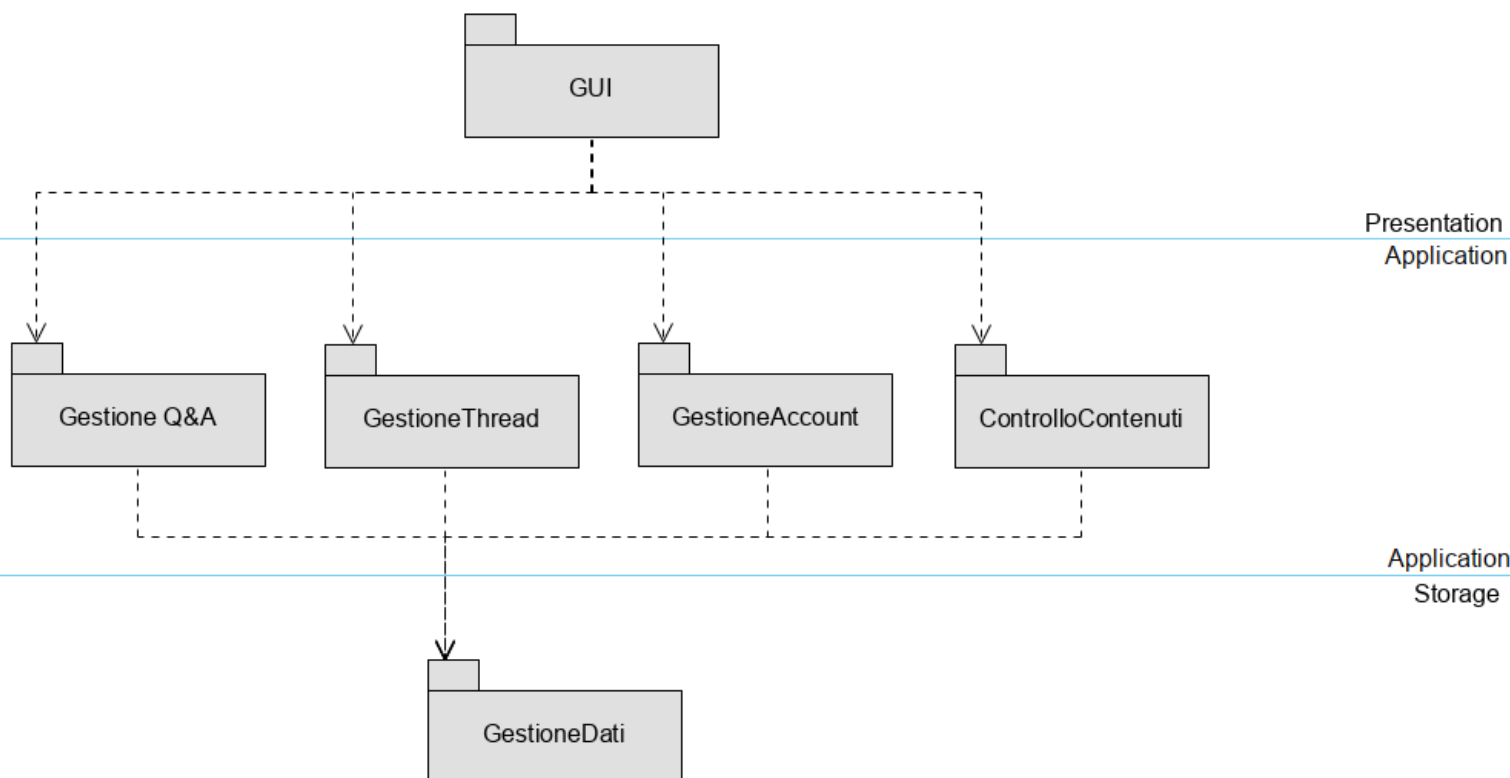 GUI
Presentation
Application
Gestione Q&A
GestioneThread
GestioneAccount
ControlloContenuti
Application
Storage
GestioneDati